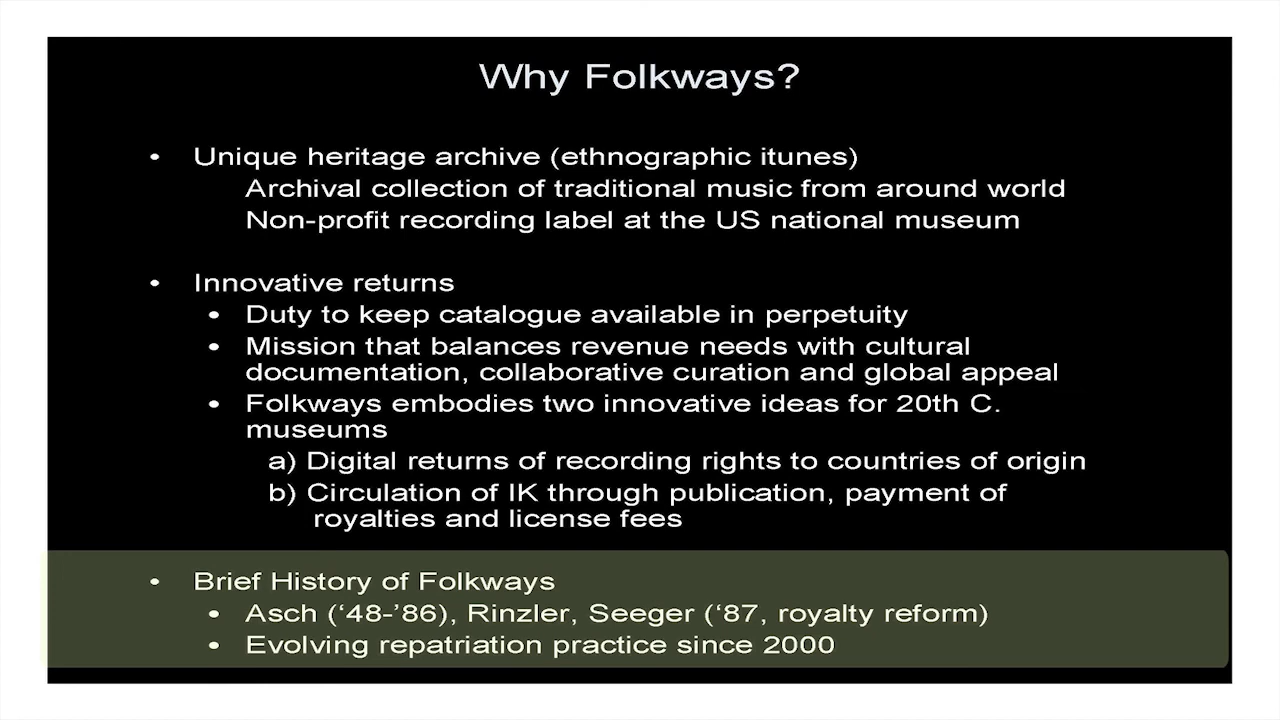 Why Folkways?
• Unique heritage archive (ethnographic itunes)
Archival collection of traditional music from around world
Non-profit recording label at the US national museum
• Innovative returns
• Duty to keep catalogue available in perpetuity
• Mission that balances revenue needs with cultural
documentation, collaborative curation and global appeal
• Folkways embodies two innovative ideas for 20th C.
museums
a) Digital returns of recording rights to countries of origin
b) Circulation of IK through publication, payment of
royalties and license fees
• Brief History of Folkways
• Asch (‘48-’86), Rinzler, Seeger (‘87, royalty reform)
• Evolving repatriation practice since 2000